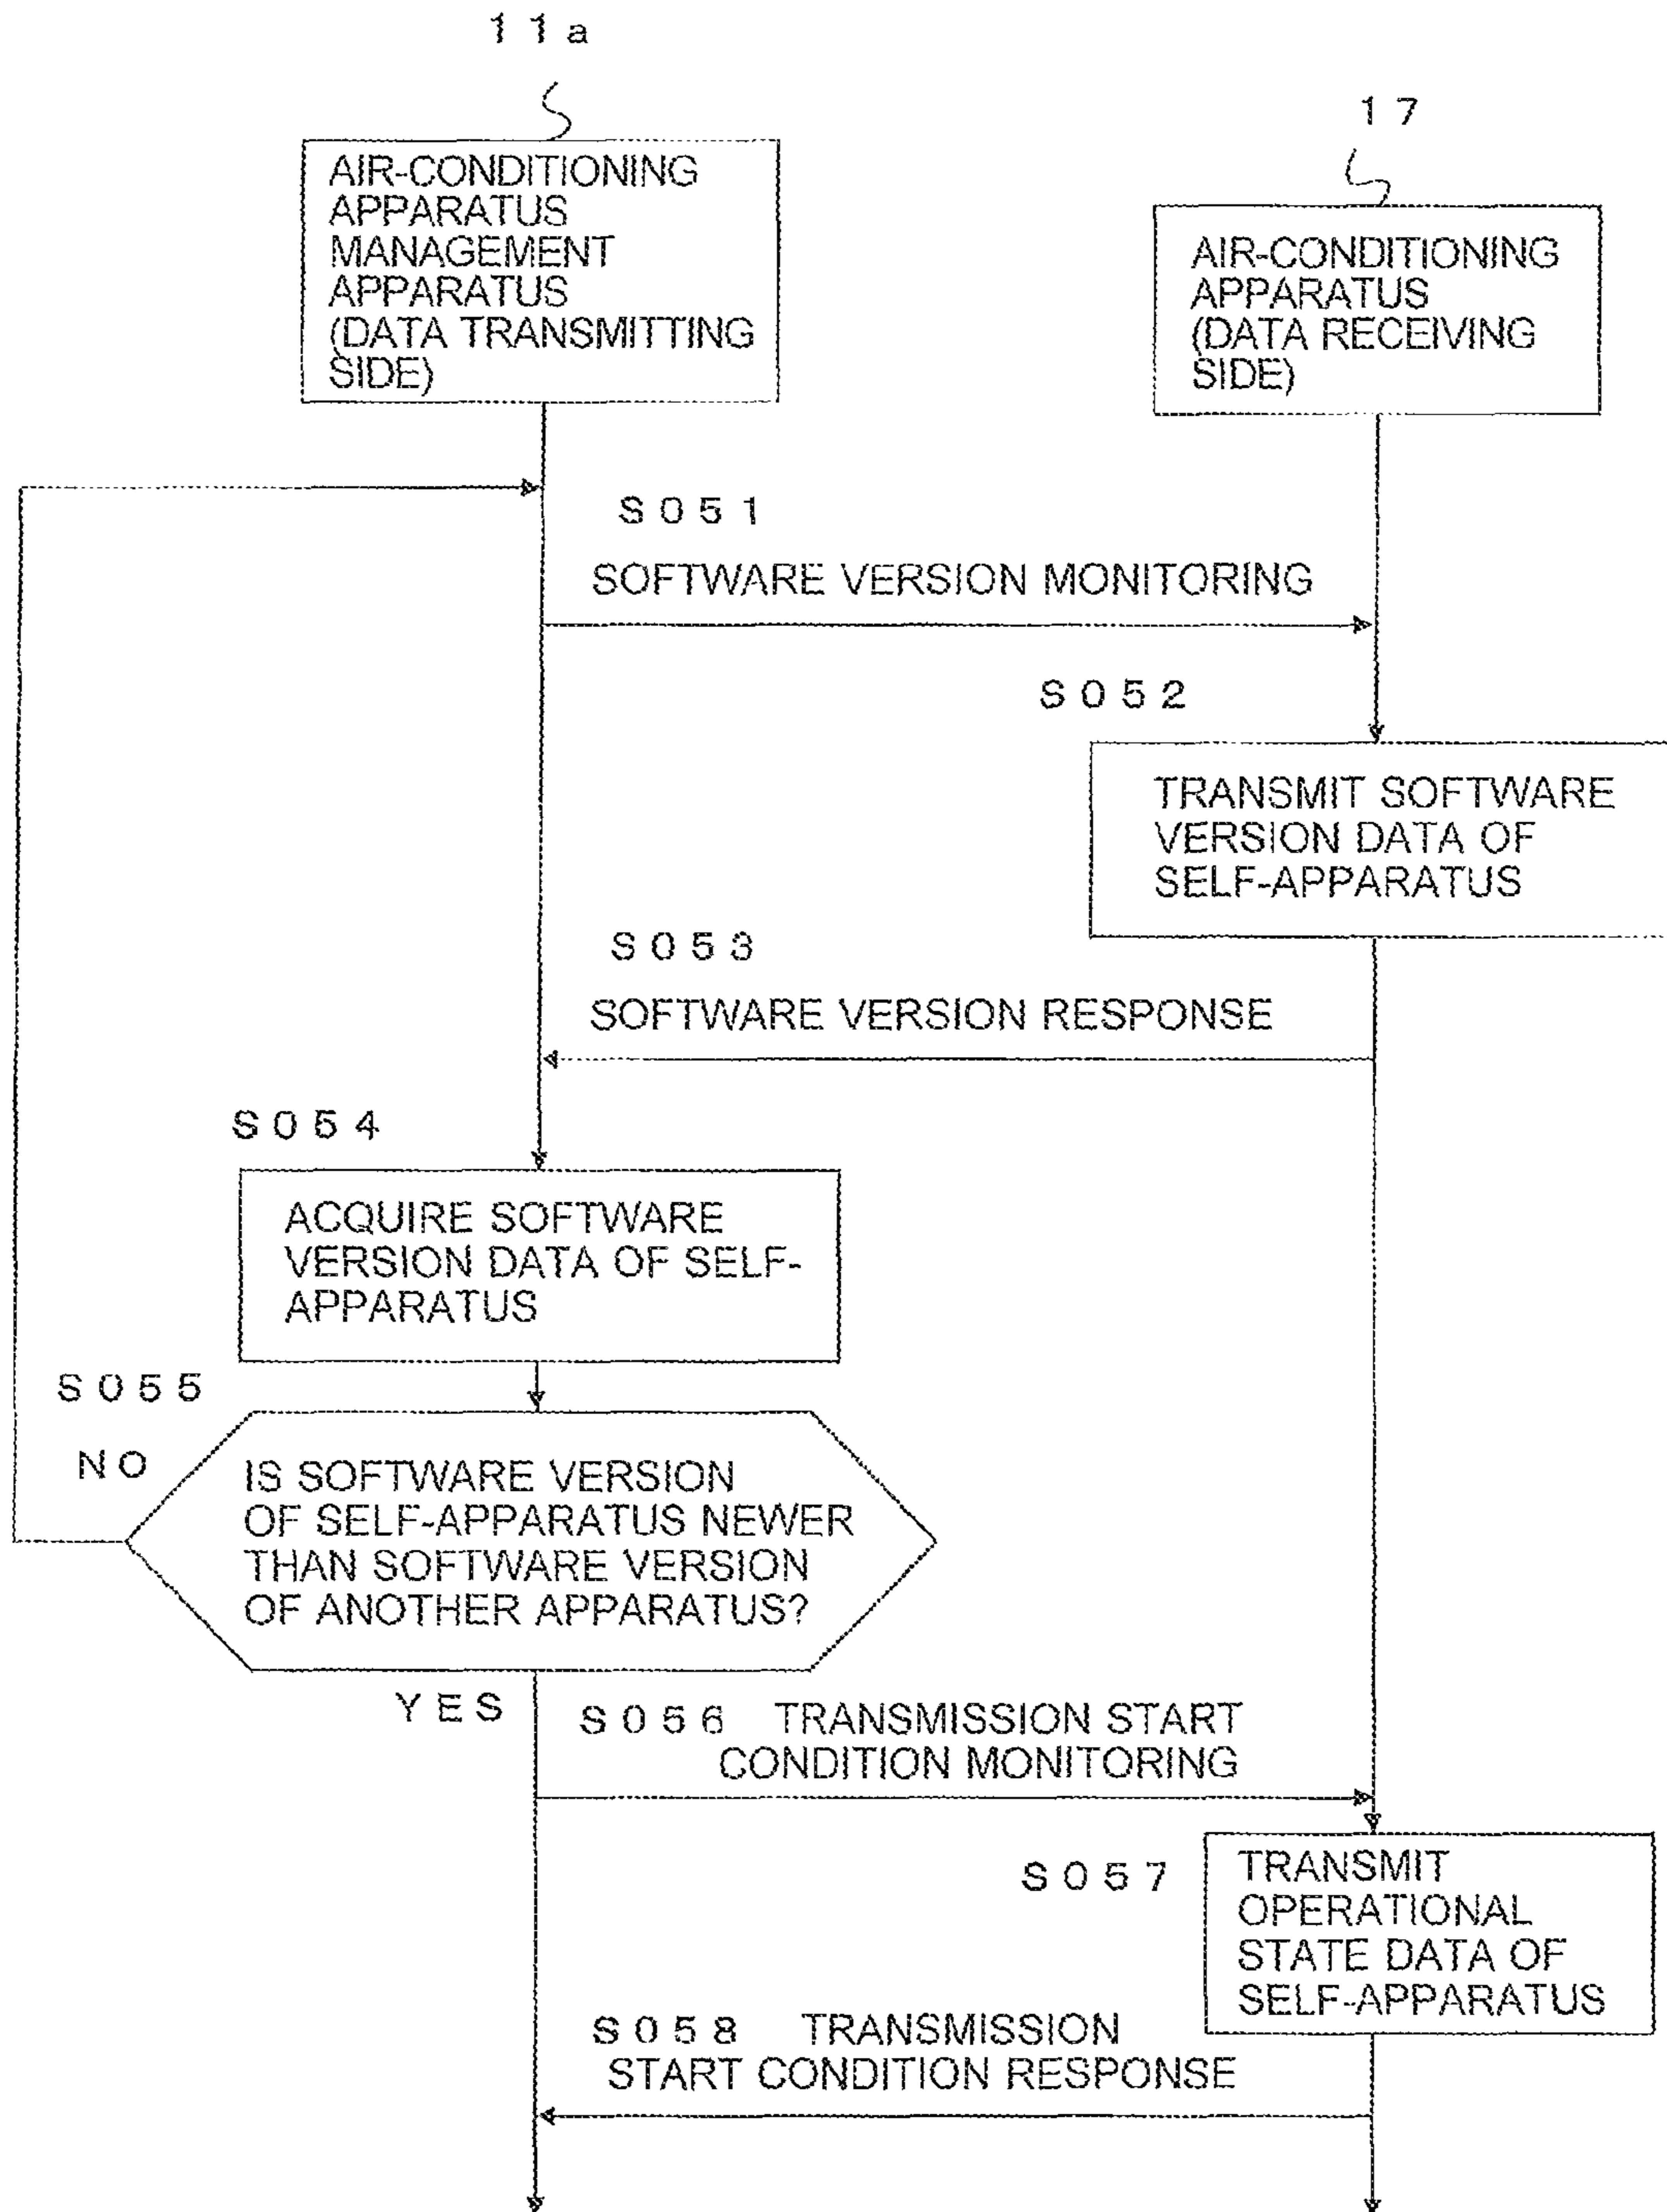 11a
17
AIR-CONDITIONING
APPARATUS
MANAGEMENT
APPARATUS
(DATA TRANSMITTING
SIDE)
AIR-CONDITIONING
APPARATUS
(DATA RECEIVING
SIDE)
S051
SOFTWARE VERSION MONITORING
S052
TRANSMIT SOFTWARE
VERSION DATA OF
SELF-APPARATUS
S053
SOFTWARE VERSION RESPONSE
S054
ACQUIRE SOFTWARE
VERSION DATA OF SELF-
APPARATUS
S055
NO
IS SOFTWARE VERSION
OF SELF-APPARATUS NEWER
THAN SOFTWARE VERSION
OF ANOTHER APPARATUS?
YES
S056 TRANSMISSION START
CONDITION MONITORING
S057
TRANSMIT
OPERATIONAL
STATE DATA OF
SELF-APPARATUS
S058 TRANSMISSION
START CONDITION RESPONSE